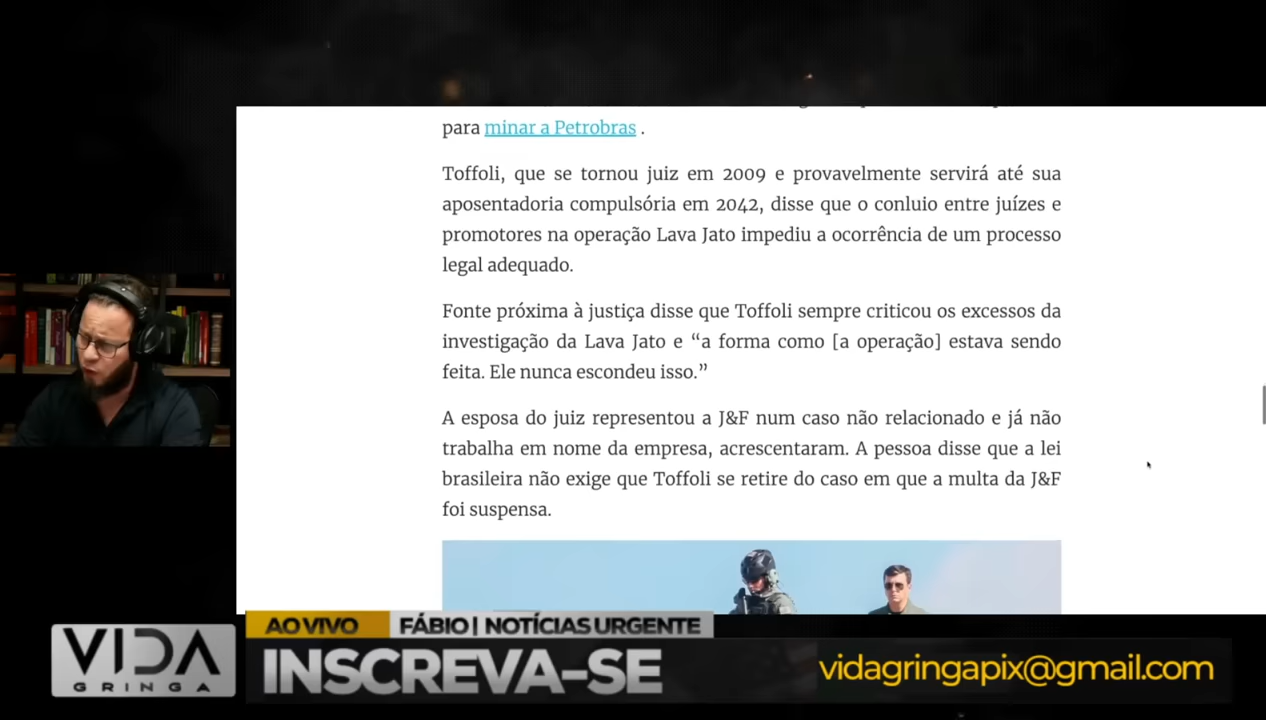 para minar a Petrobras .
Toffoli, que se tornou juiz em 2009 e provavelmente servirá até sua
aposentadoria compulsória em 2042, disse que o conluio entre juízes e
promotores na operação Lava Jato impediu a ocorrência de um processo
legal adequado.
Fonte próxima à justiça disse que Toffoli sempre criticou os excessos da
investigação da Lava Jato e “a forma como [a operação] estava sendo
feita. Ele nunca escondeu isso.”
A esposa do juiz representou a J&F num caso não relacionado e já não
trabalha em nome da empresa, acrescentaram. A pessoa disse que a lei
brasileira não exige que Toffoli se retire do caso em que a multa da J&F
foi suspensa.
AO VIVO FÁBIO | NOTÍCIAS URGENTE
VIDA
GRINGA
INSCREVA-SE
vidagringapix@gmail.com